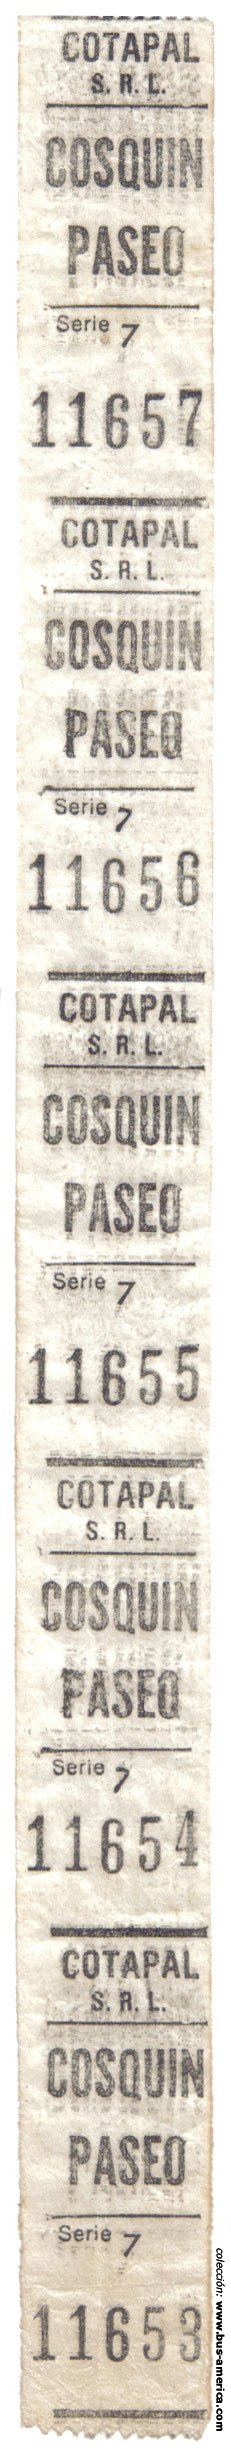 COTAPAL
S. R. L.
COSQUIN
PASEO
Serie 7
11657
COTAPAL
S. R. L.
COSQUIN
PASEO
Serie 7
11656
COTAPAL
S. R. L.
COSQUIN
PASEO
Serie 7
11655
COTAPAL
S. R. L.
COSQUIN
PASEO
Serie 7
11654
COTAPAL
S. R. L.
COSQUIN
PASEO
Serie 7
11653
colección: www.bus-america.com